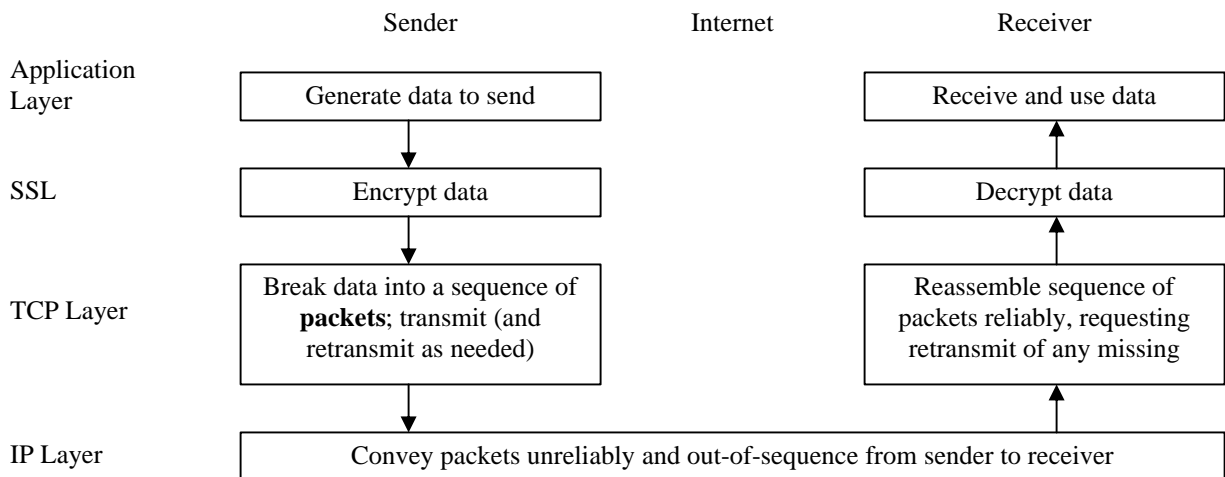 Sender Internet Receiver
Application
Layer
Generate data to send
Receive and use data
SSL
Encrypt data
Decrypt data
TCP Layer
Break data into a sequence of
packets; transmit (and
retransmit as needed)
Reassemble sequence of
packets reliably, requesting
retransmit of any missing
IP Layer
Convey packets unreliably and out-of-sequence from sender to receiver